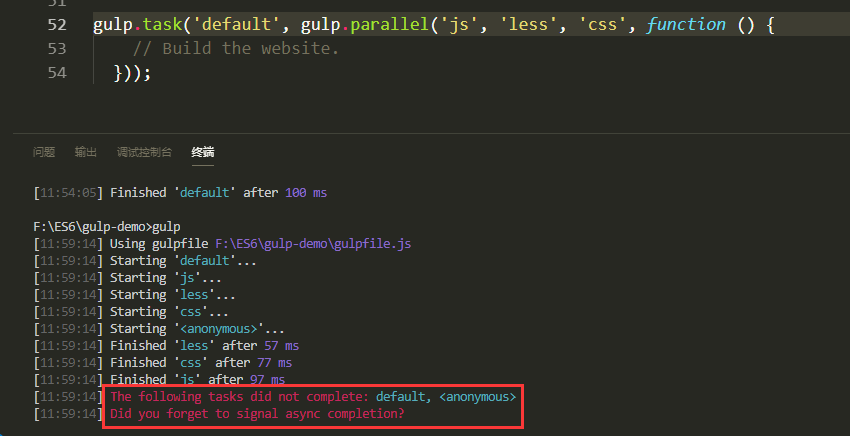 52 gulp.task('default', gulp.parallel('js', 'less', 'css', function () {
53 // Build the website.
54 }));
问题 输出 调试控制台 终端
[11:54:05] Finished 'default' after 100 ms
F:\ES6\gulp-demo>gulp
[11:59:14] Using gulpfile F:\ES6\gulp-demo\gulpfile.js
[11:59:14] Starting 'default'...
[11:59:14] Starting 'js'...
[11:59:14] Starting 'less'...
[11:59:14] Starting 'css'...
[11:59:14] Starting '<anonymous>'...
[11:59:14] Finished 'less' after 57 ms
[11:59:14] Finished 'css' after 77 ms
[11:59:14] Finished 'js' after 97 ms
[11:59:14] The following tasks did not complete: default, <anonymous>
[11:59:14] Did you forget to signal async completion?